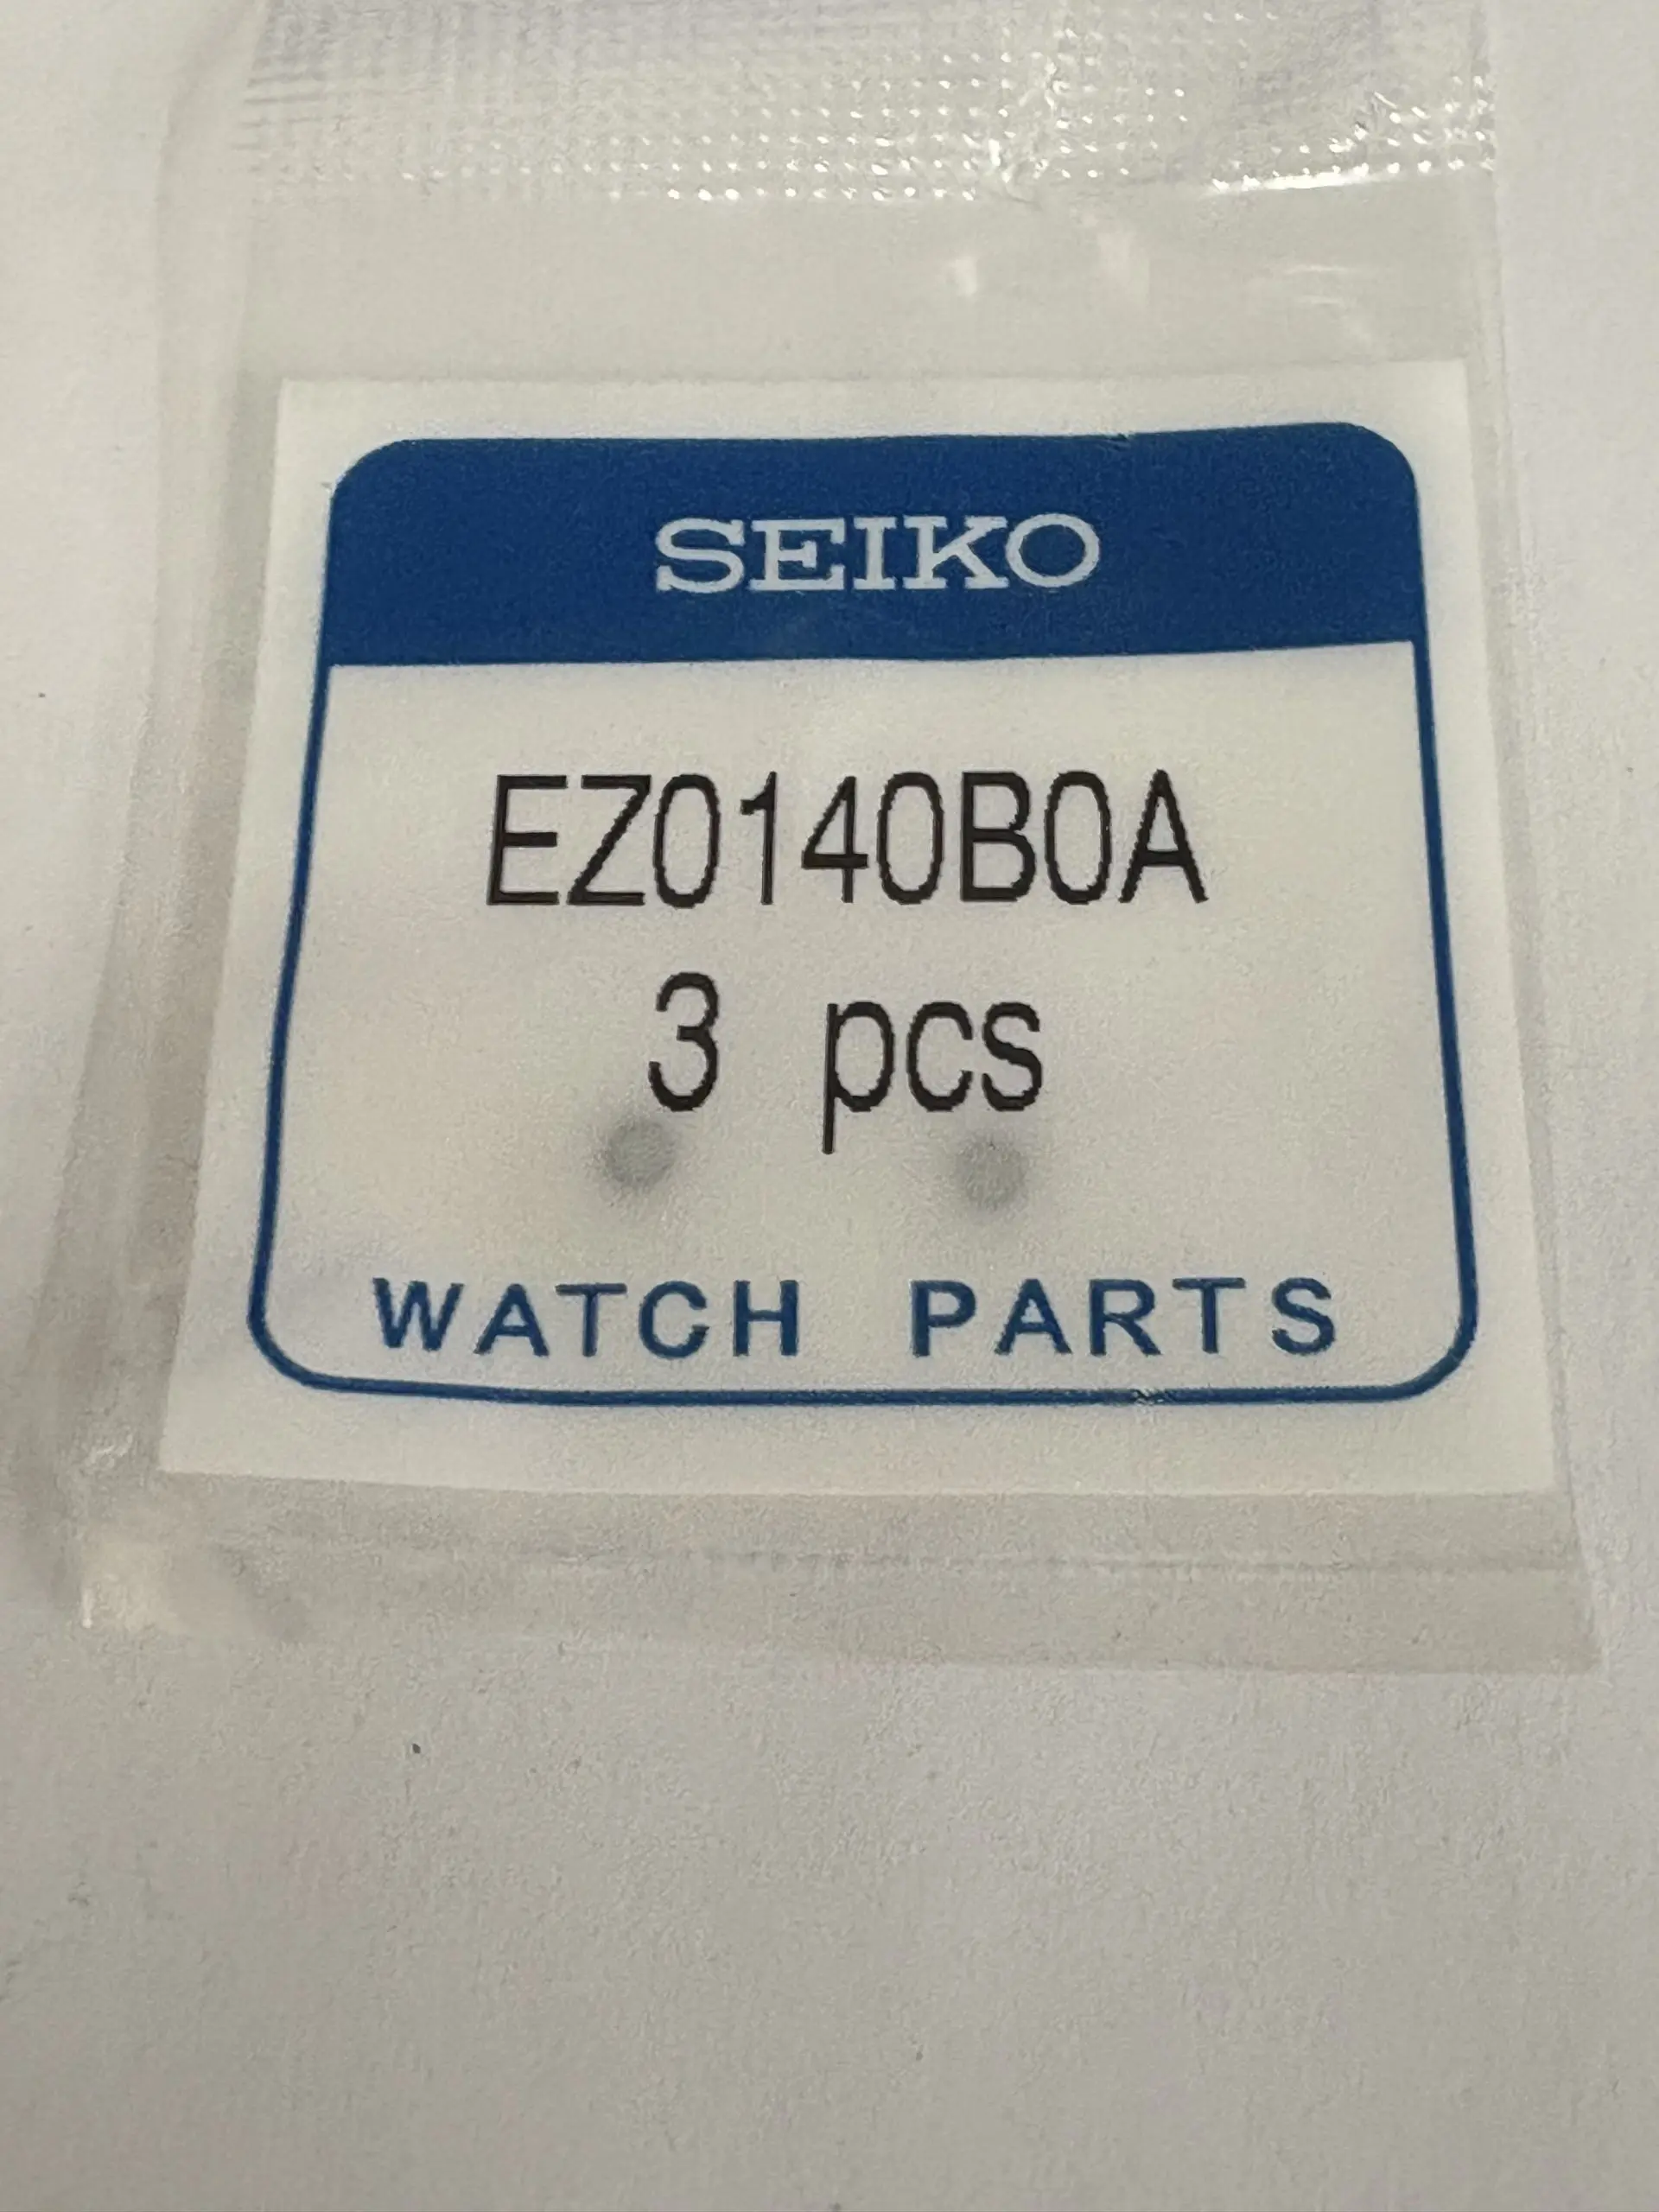 SEIKO
EZ0140B0A
3 pcs
WATCH PARTS